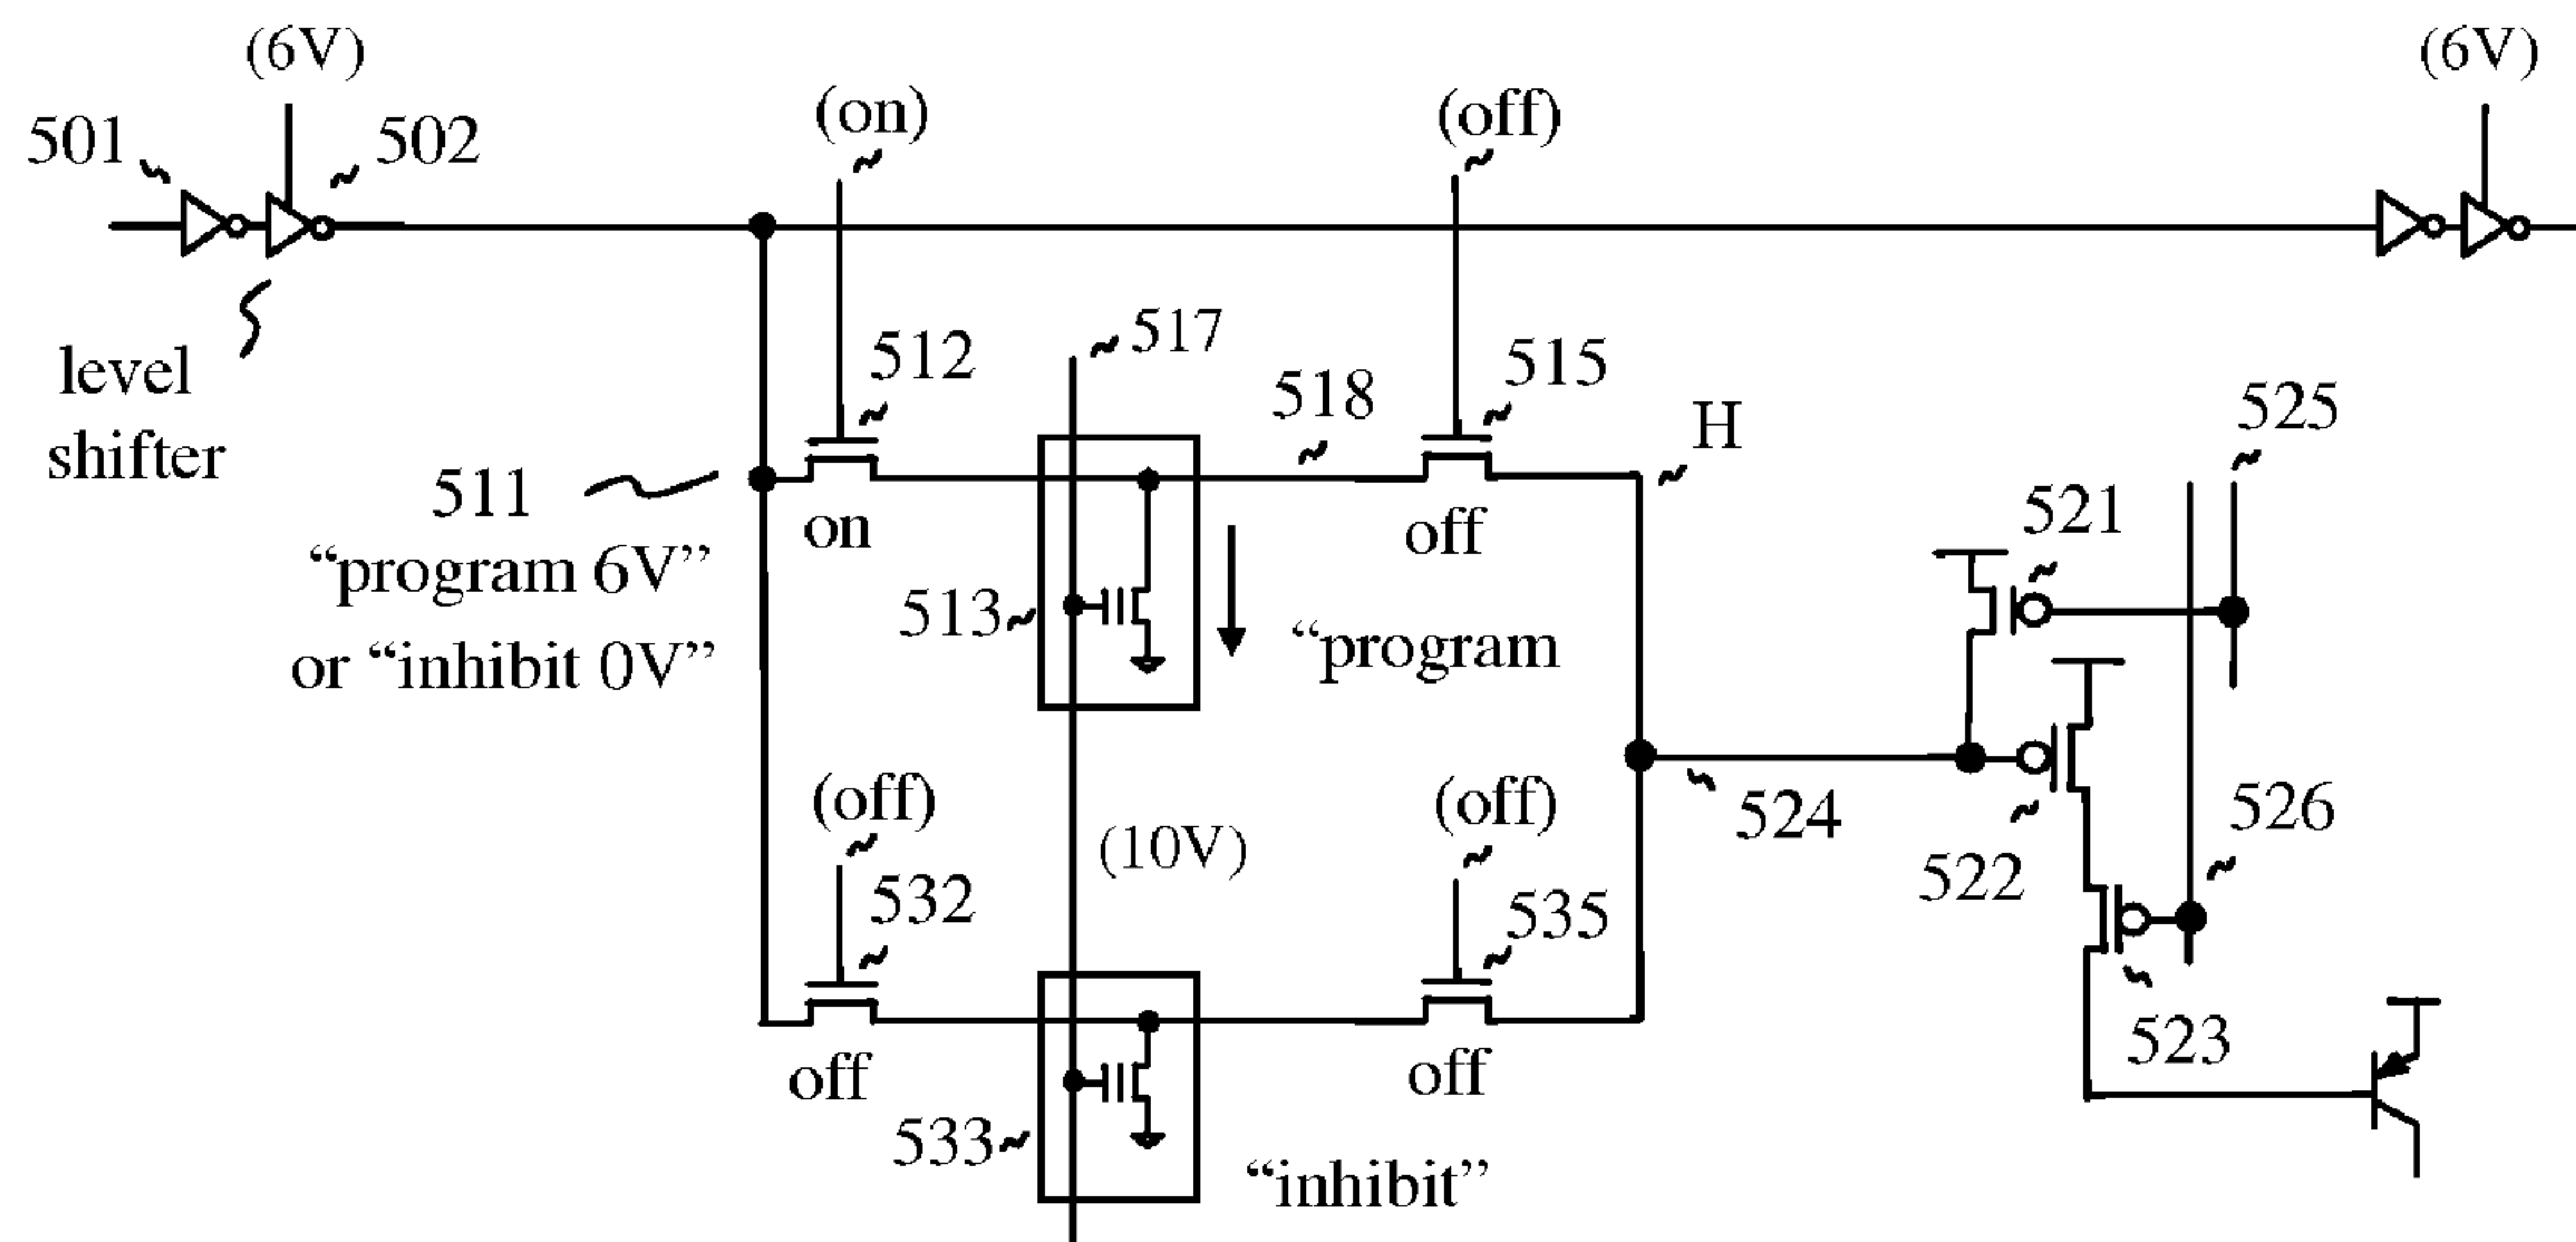 (6V)
(6V)
501
502
(on)
(off)
level
shifter
517
512
518
515
H
525
511
on
off
521
“program 6V”
or “inhibit 0V”
513
“program
(off)
(10V)
(off)
524
526
532
535
522
off
off
523
533
“inhibit”